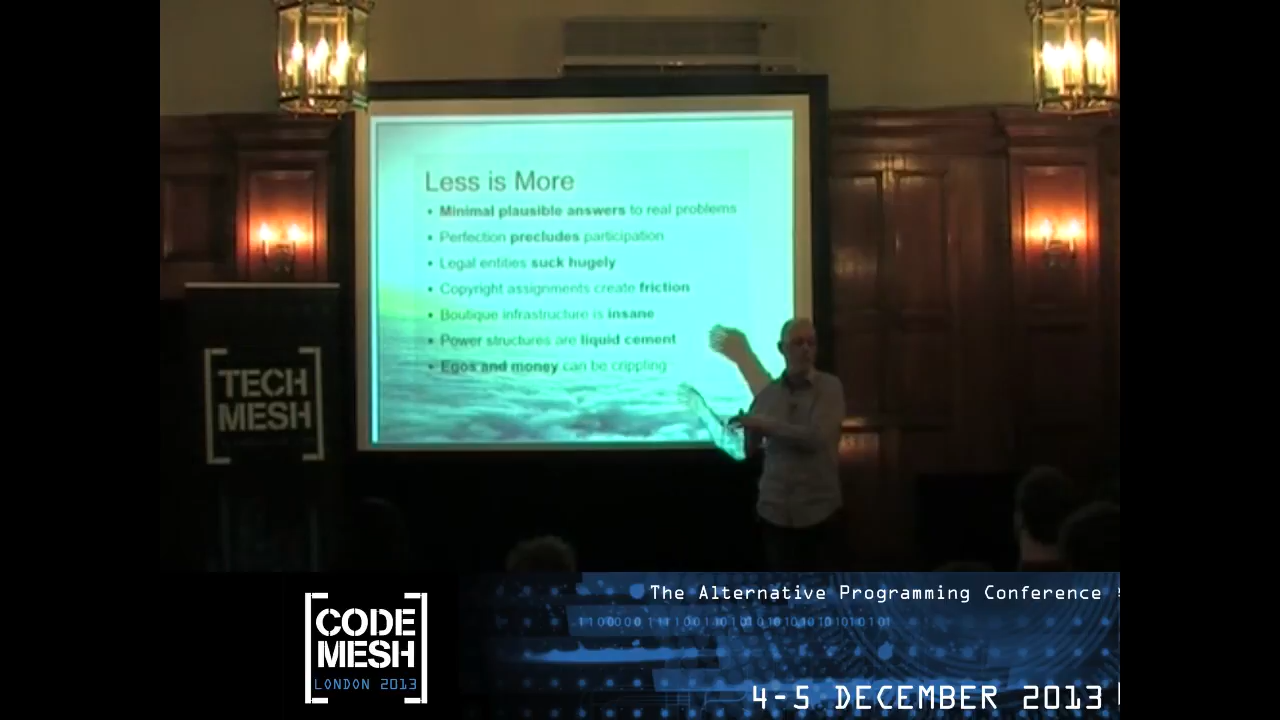 Less is More
• Minimal plausible answers to real problems
• Perfection precludes participation
• Legal entities suck hugely
• Copyright assignments create friction
• Boutique infrastructure is insane
• Power structures are liquid cement
• Egos and money can be crippling
[TECH
MESH]
[CODE
MESH]
LONDON 2013
The Alternative Programming Conference
4-5 DECEMBER 2013